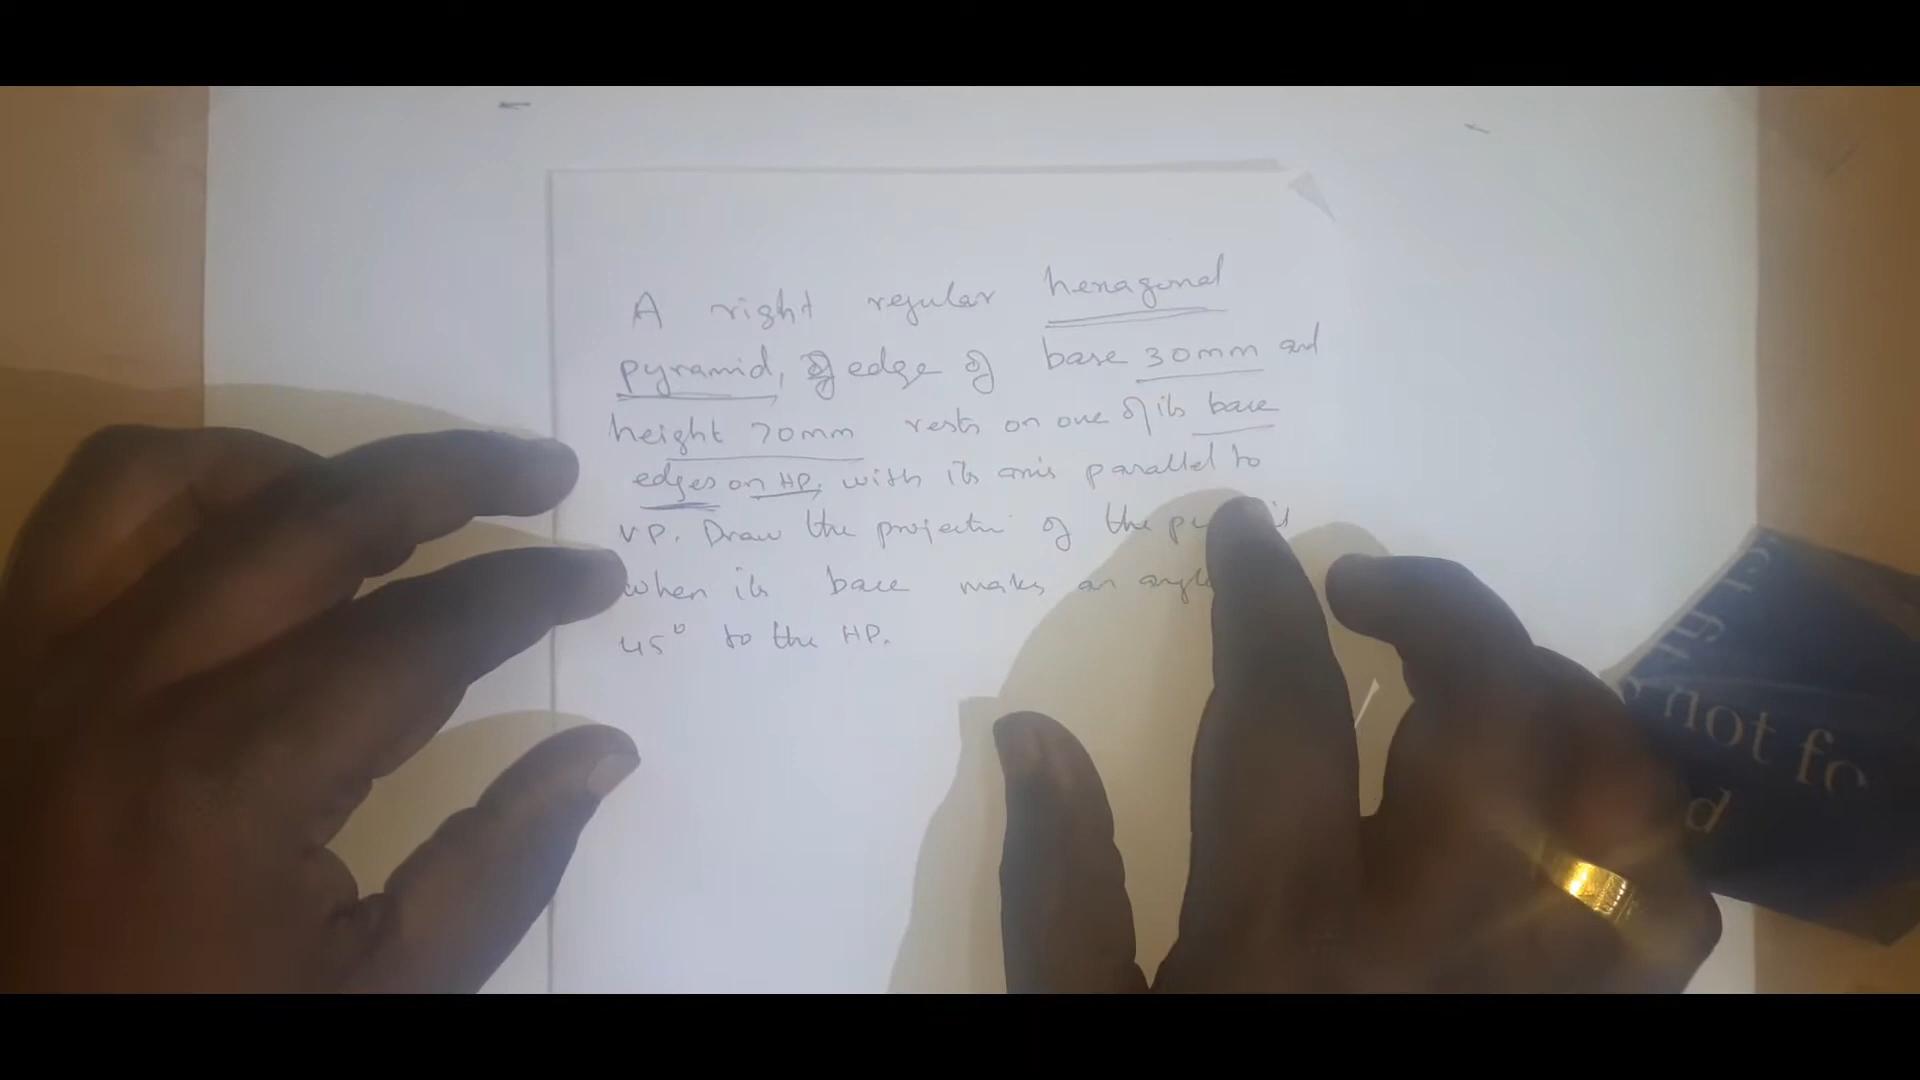 A right regular hexagonal
pyramid, of edge of base 30mm and
height 70mm rests on one of its base
edges on HP, with its axis parallel to
VP. Draw the projection of the
when its base makes an angle
45° to the HP.
not fo
d